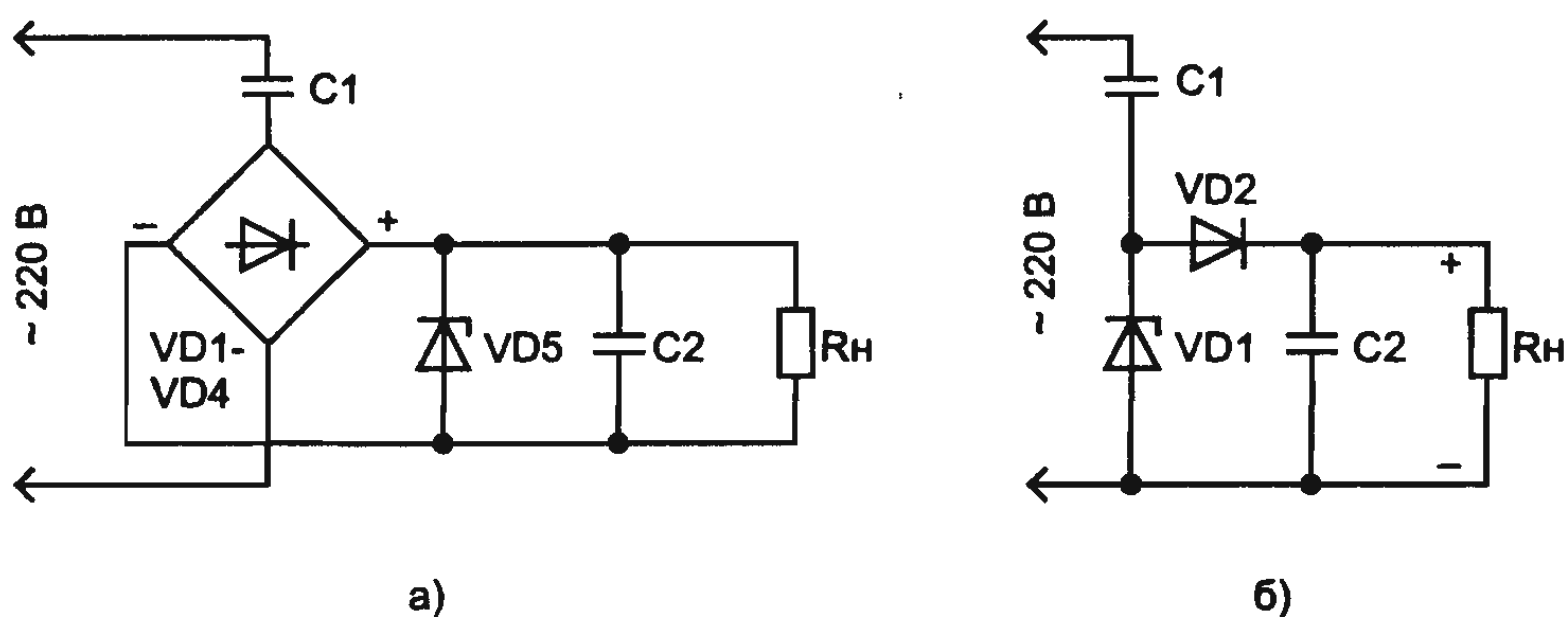 C1
~ 220 В
–
+
VD1-
VD4
VD5
C2
Rн
а)
C1
~ 220 В
VD2
VD1
C2
+
–
Rн
б)